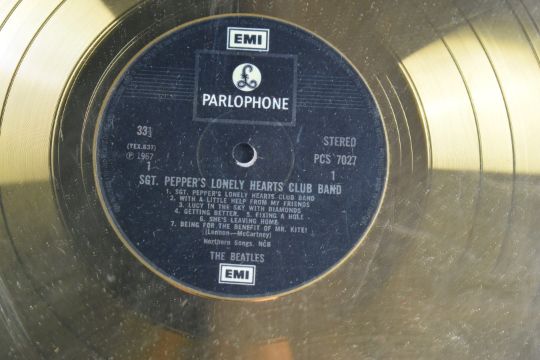 EMI
£
PARLOPHONE
33⅓
STEREO
(TEX.637)
PCS 7027
℗ 1967
1
1
SGT. PEPPER'S LONELY HEARTS CLUB BAND
1. SGT. PEPPER'S LONELY HEARTS CLUB BAND
2. WITH A LITTLE HELP FROM MY FRIENDS
3. LUCY IN THE SKY WITH DIAMONDS
4. GETTING BETTER. 5. FIXING A HOLE
6. SHE'S LEAVING HOME
7. BEING FOR THE BENEFIT OF MR. KITE!
(Lennon—McCartney)
Northern Songs. NCB
THE BEATLES
EMI